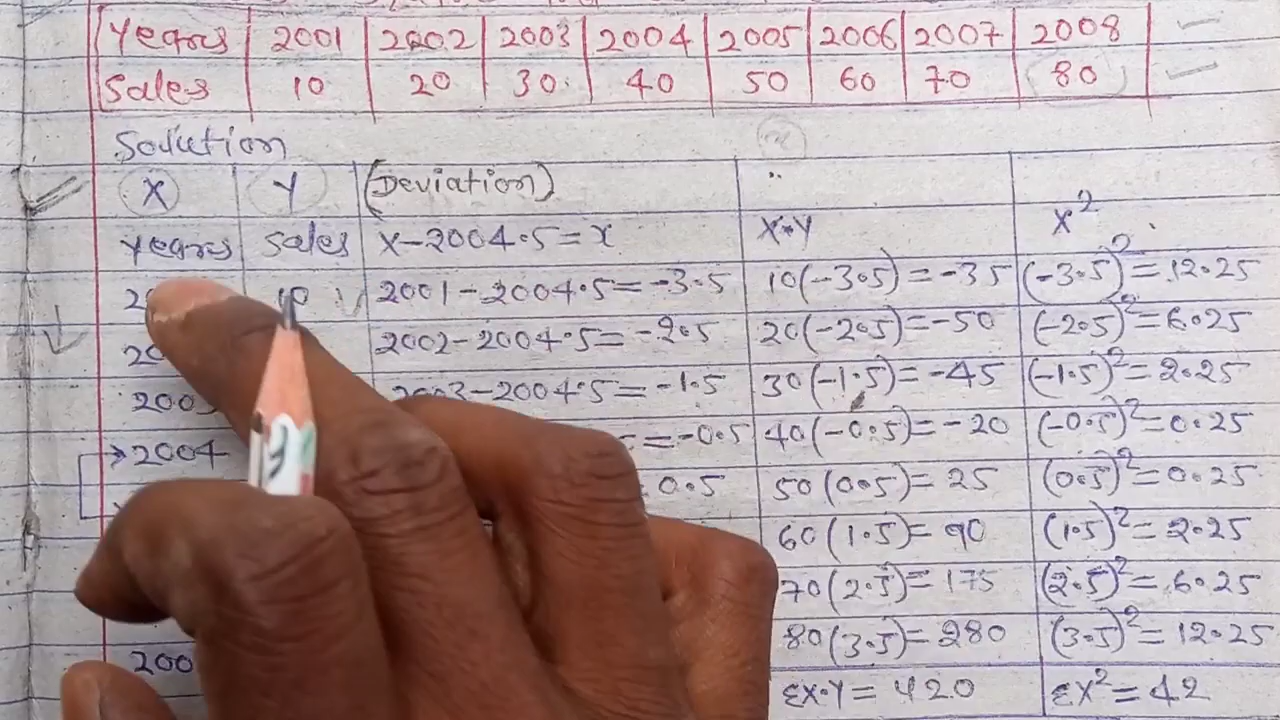 Years 2001 2002 2003 2004 2005 2006 2007 2008
Sales 10 20 30 40 50 60 70 80
Solution
X Y (Deviation)
Years Sales X-2004.5=x X*Y X²
10 2001-2004.5=-3.5 10(-3.5)=-35 (-3.5)²=12.25
2002-2004.5=-2.5 20(-2.5)=-50 (-2.5)²=6.25
2003 2003-2004.5=-1.5 30(-1.5)=-45 (-1.5)²=2.25
2004 =-0.5 40(-0.5)=-20 (-0.5)²=0.25
0.5 50(0.5)=25 (0.5)²=0.25
60(1.5)=90 (1.5)²=2.25
70(2.5)=175 (2.5)²=6.25
80(3.5)=280 (3.5)²=12.25
ΣX.Y=420 ΣX²=42